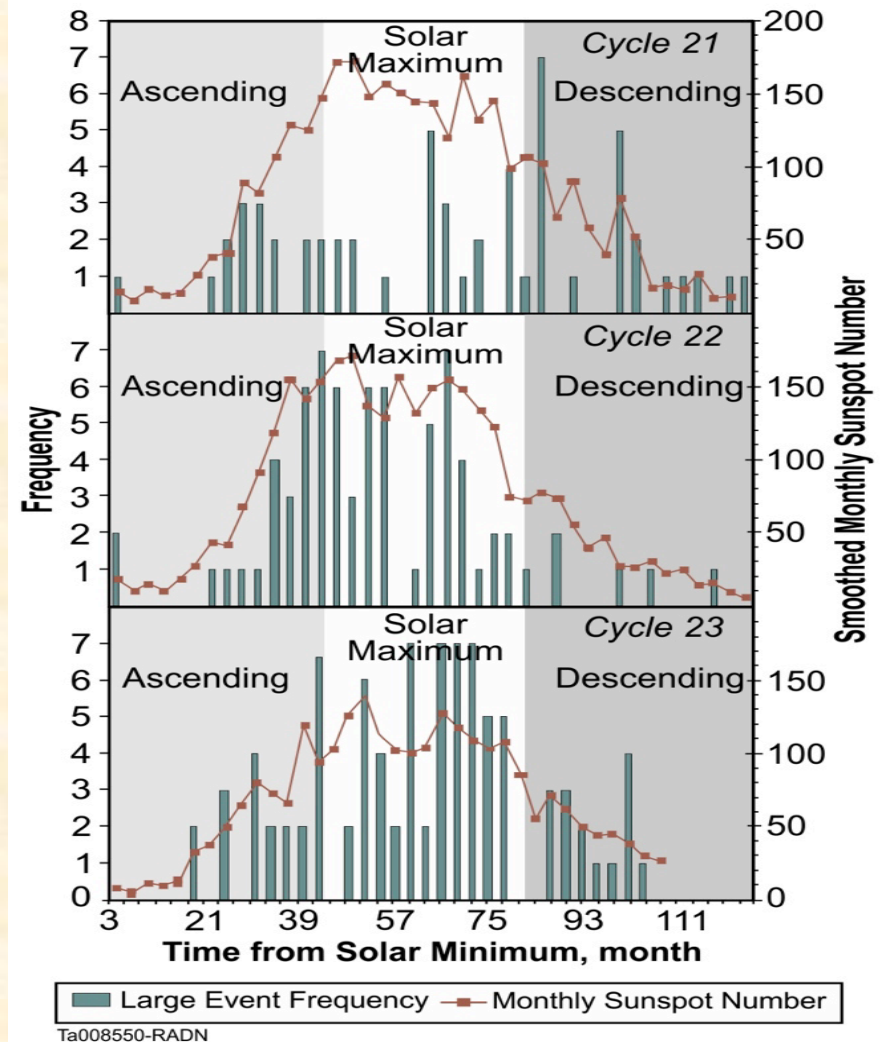 8
7
6
5
4
3
2
1
200
150
100
50
Solar
Maximum
Cycle 21
Ascending
Descending
7
6
5
4
3
2
1
150
100
50
Solar
Maximum
Cycle 22
Ascending
Descending
7
6
5
4
3
2
1
0
150
100
50
0
Solar
Maximum
Cycle 23
Ascending
Descending
Frequency
Smoothed Monthly Sunspot Number
3 21 39 57 75 93 111
Time from Solar Minimum, month
Large Event Frequency Monthly Sunspot Number
Ta008550-RADN